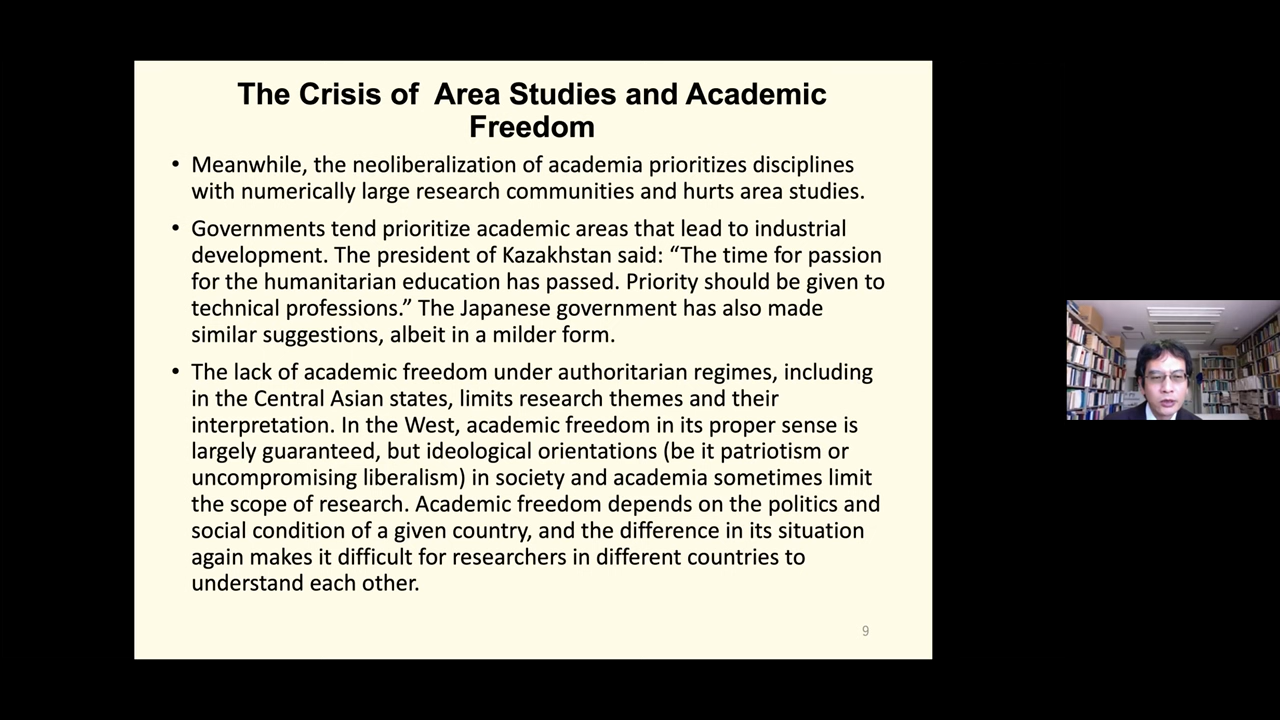 The Crisis of Area Studies and Academic
Freedom
• Meanwhile, the neoliberalization of academia prioritizes disciplines
with numerically large research communities and hurts area studies.
• Governments tend prioritize academic areas that lead to industrial
development. The president of Kazakhstan said: “The time for passion
for the humanitarian education has passed. Priority should be given to
technical professions.” The Japanese government has also made
similar suggestions, albeit in a milder form.
• The lack of academic freedom under authoritarian regimes, including
in the Central Asian states, limits research themes and their
interpretation. In the West, academic freedom in its proper sense is
largely guaranteed, but ideological orientations (be it patriotism or
uncompromising liberalism) in society and academia sometimes limit
the scope of research. Academic freedom depends on the politics and
social condition of a given country, and the difference in its situation
again makes it difficult for researchers in different countries to
understand each other.
9